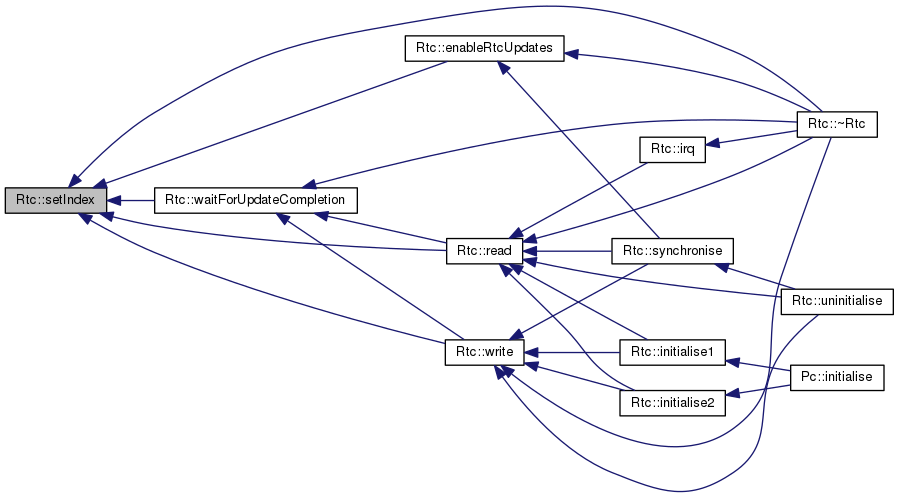 Rtc::setIndex
Rtc::enableRtcUpdates
Rtc::waitForUpdateCompletion
Rtc::read
Rtc::write
Rtc::irq
Rtc::synchronise
Rtc::initialise1
Rtc::initialise2
Rtc::~Rtc
Rtc::uninitialise
Pc::initialise